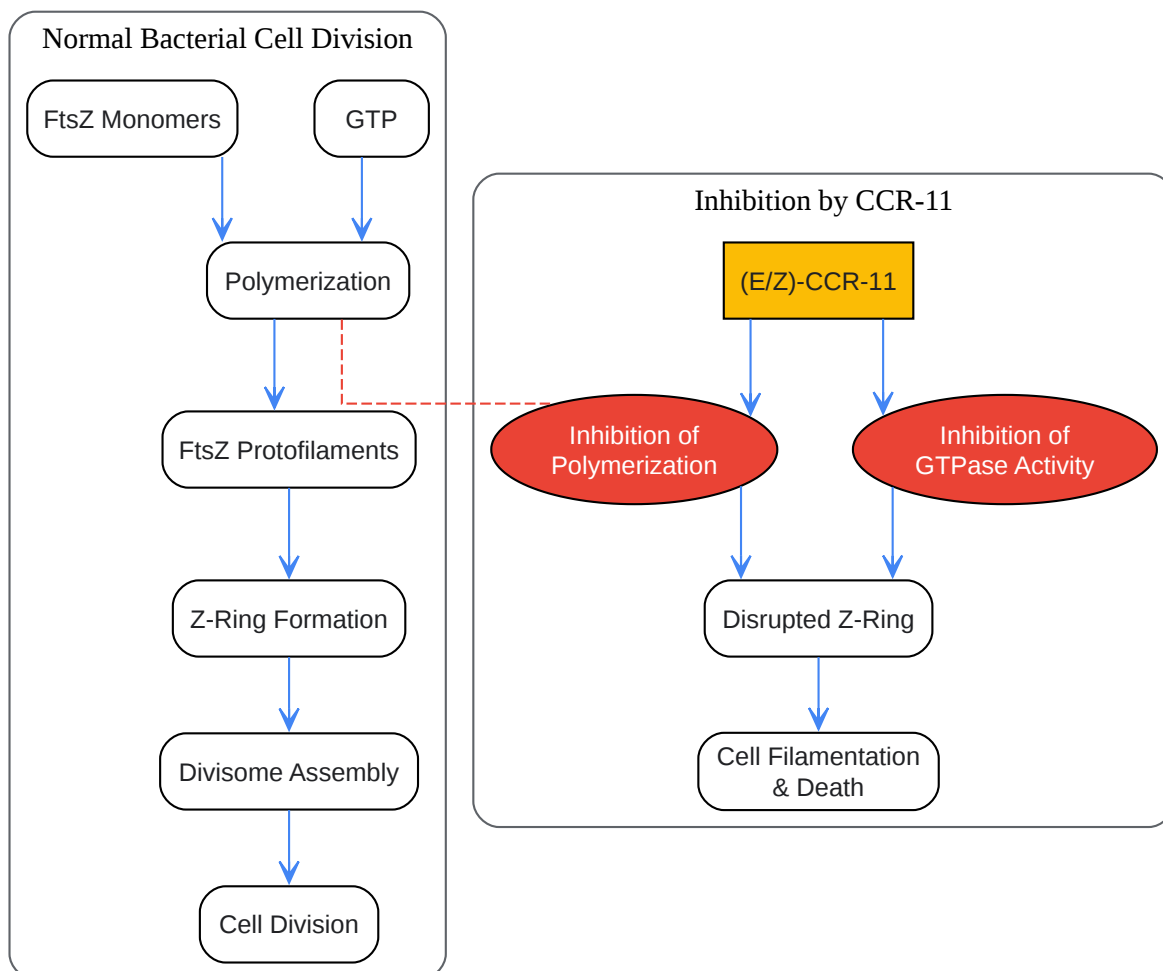 Normal Bacterial Cell Division
FtsZ Monomers
GTP
Polymerization
FtsZ Protofilaments
Z-Ring Formation
Divisome Assembly
Cell Division
Inhibition by CCR-11
(E/Z)-CCR-11
Inhibition of
Polymerization
Inhibition of
GTPase Activity
Disrupted Z-Ring
Cell Filamentation
& Death